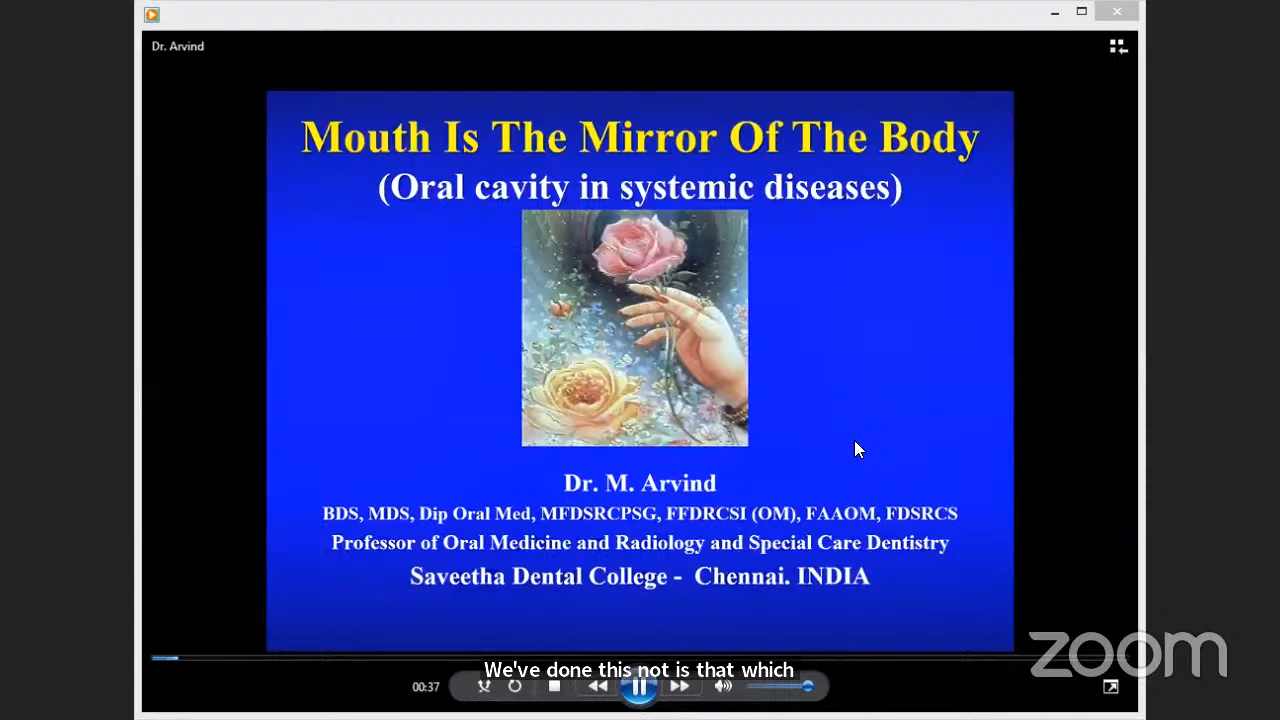 Dr. Arvind
Mouth Is The Mirror Of The Body
(Oral cavity in systemic diseases)
Dr. M. Arvind
BDS, MDS, Dip Oral Med, MFDSRCPSG, FFDRCSI (OM), FAAOM, FDSRCS
Professor of Oral Medicine and Radiology and Special Care Dentistry
Saveetha Dental College - Chennai. INDIA
zoom
We've done this not is that which
00:37